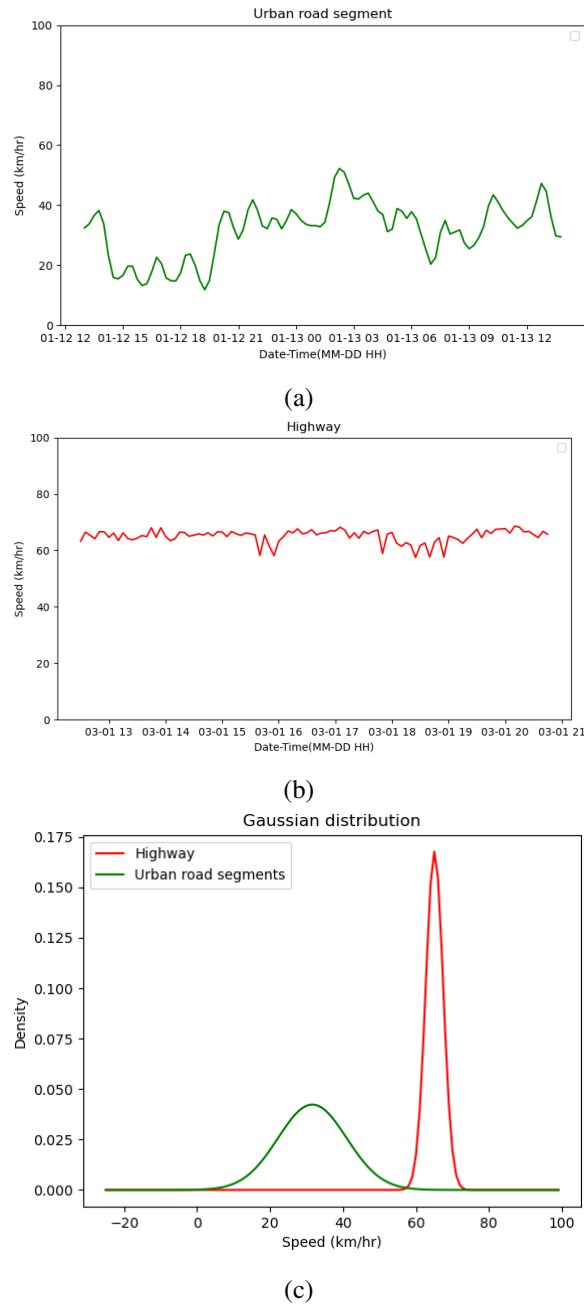 Urban road segment
100
80
60
40
20
0
Speed (km/hr)
01-12 12 01-12 15 01-12 18 01-12 21 01-13 00 01-13 03 01-13 06 01-13 09 01-13 12
Date-Time(MM-DD HH)
(a)
Highway
100
80
60
40
20
0
Speed (km/hr)
03-01 13 03-01 14 03-01 15 03-01 16 03-01 17 03-01 18 03-01 19 03-01 20 03-01 21
Date-Time(MM-DD HH)
(b)
Gaussian distribution
0.175
0.150
0.125
0.100
0.075
0.050
0.025
0.000
Density
Highway
Urban road segments
−20 0 20 40 60 80 100
Speed (km/hr)
(c)